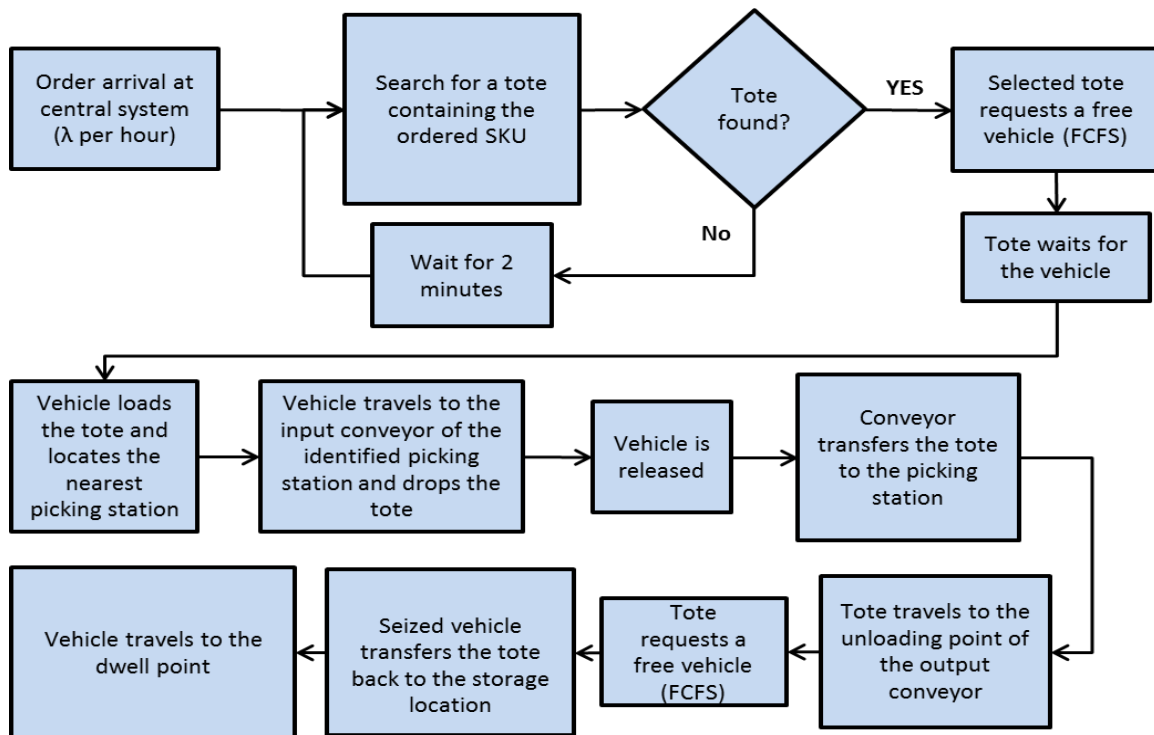 Order arrival at
central system
(λ per hour)
Search for a tote
containing the
ordered SKU
Tote
found?
YES
Selected tote
requests a free
vehicle (FCFS)
No
Wait for 2
minutes
Tote waits for
the vehicle
Vehicle loads
the tote and
locates the
nearest
picking station
Vehicle travels to the
input conveyor of the
identified picking
station and drops the
tote
Vehicle is
released
Conveyor
transfers the tote
to the picking
station
Tote travels to the
unloading point of
the output
conveyor
Tote
requests a
free vehicle
(FCFS)
Seized vehicle
transfers the tote
back to the storage
location
Vehicle travels to the
dwell point